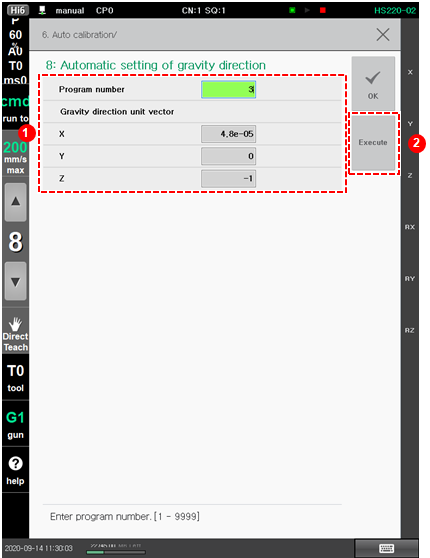 Hi6 manual CP0 CN:1 SQ:1 HS220-02
P
60
%
A0
T0
ms0
cmd
run to
200
mm/s
max
8
Direct
Teach
T0
tool
G1
gun
help
6. Auto calibration/
8: Automatic setting of gravity direction
Program number 3
Gravity direction unit vector
X 4.8e-05
Y 0
Z -1
1
OK
Execute
2
X
Y
Z
RX
RY
RZ
Enter program number. [1 - 9999]
2020-09-14 11:30:03